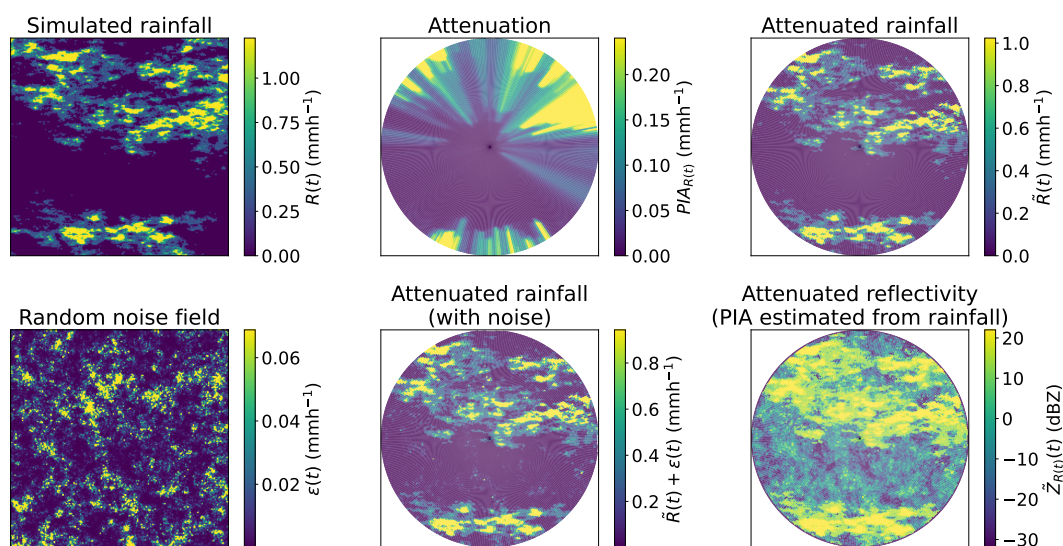 Simulated rainfall
1.00
0.75
0.50
0.25
0.00
R(t) (mmh⁻¹)
Attenuation
0.20
0.15
0.10
0.05
0.00
PIA_{R(t)} (mmh⁻¹)
Attenuated rainfall
1.0
0.8
0.6
0.4
0.2
0.0
R̃(t) (mmh⁻¹)
Random noise field
0.06
0.04
0.02
ε(t) (mmh⁻¹)
Attenuated rainfall
(with noise)
0.8
0.6
0.4
0.2
R̃(t) + ε(t) (mmh⁻¹)
Attenuated reflectivity
(PIA estimated from rainfall)
20
10
0
−10
−20
−30
Z̃_{R(t)}(t) (dBZ)